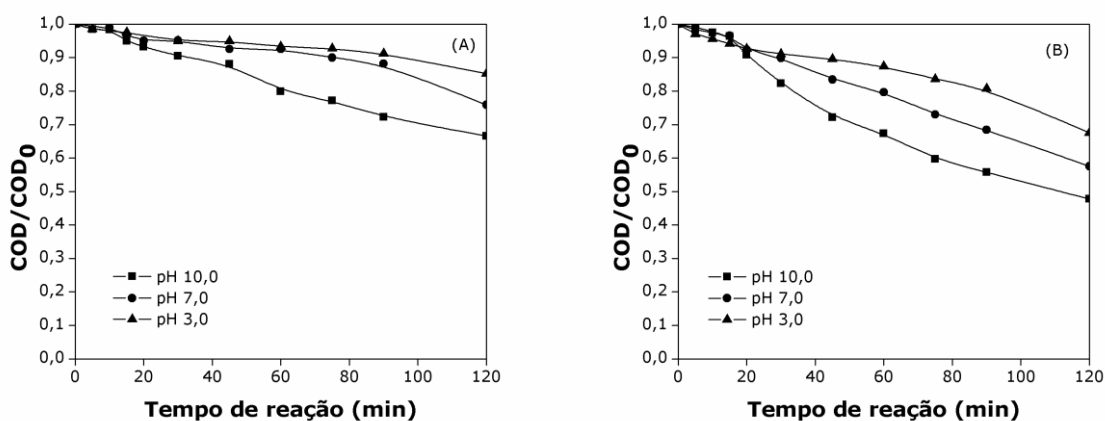 1,0
0,9
0,8
0,7
0,6
0,5
0,4
0,3
0,2
0,1
0,0
COD/COD0
(A)
pH 10,0
pH 7,0
pH 3,0
0 20 40 60 80 100 120
Tempo de reação (min)
1,0
0,9
0,8
0,7
0,6
0,5
0,4
0,3
0,2
0,1
0,0
COD/COD0
(B)
pH 10,0
pH 7,0
pH 3,0
0 20 40 60 80 100 120
Tempo de reação (min)